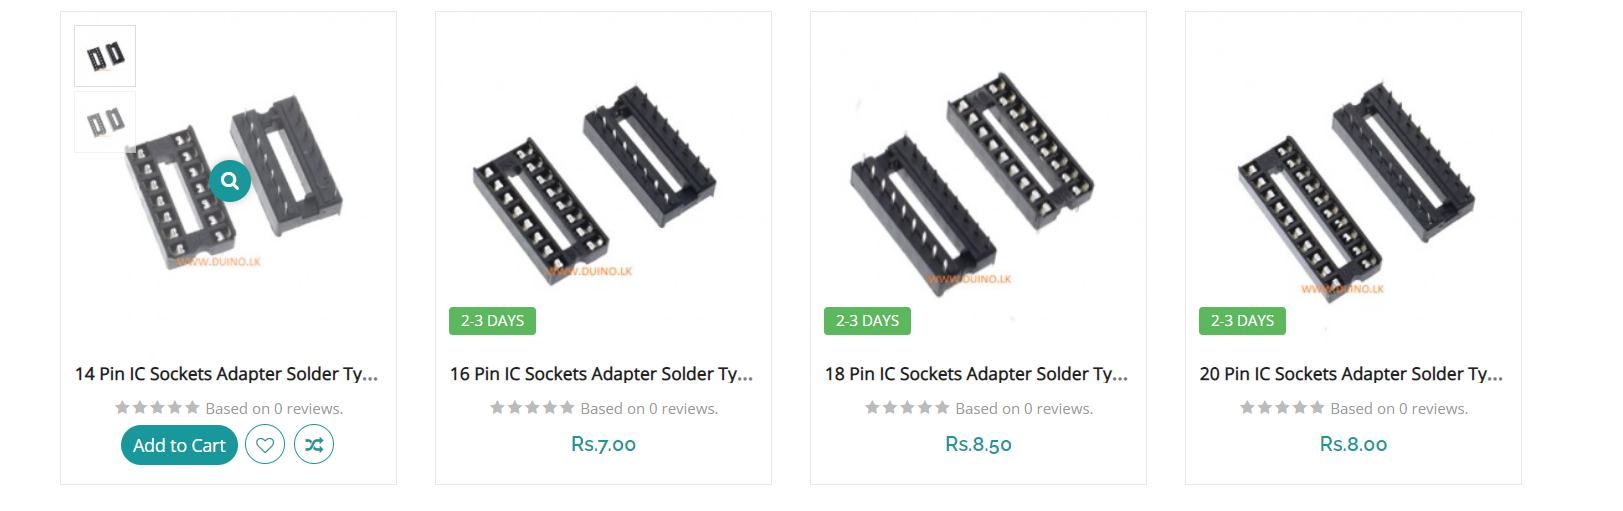 WWW.DUINO.LK
14 Pin IC Sockets Adapter Solder Ty...
Based on 0 reviews.
Add to Cart
WWW.DUINO.LK
2-3 DAYS
16 Pin IC Sockets Adapter Solder Ty...
Based on 0 reviews.
Rs.7.00
WWW.DUINO.LK
2-3 DAYS
18 Pin IC Sockets Adapter Solder Ty...
Based on 0 reviews.
Rs.8.50
WWW.DUINO.LK
2-3 DAYS
20 Pin IC Sockets Adapter Solder Ty...
Based on 0 reviews.
Rs.8.00